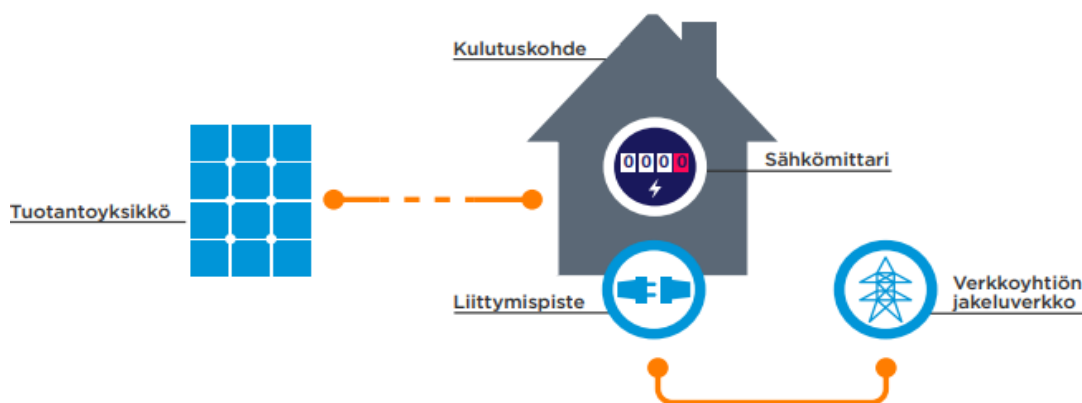 Kulutuskohde
0000
Sähkömittari
Tuotantoyksikkö
Liittymispiste
Verkkoyhtiön
jakeluverkko